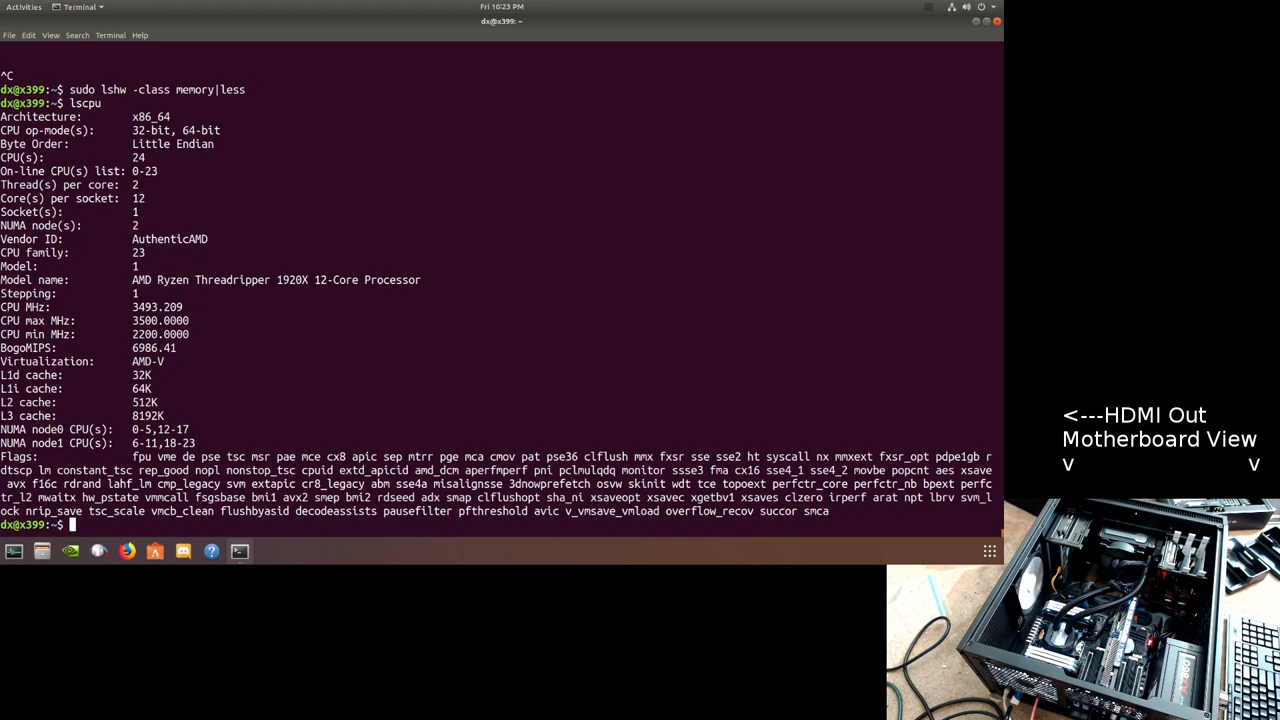 Activities Terminal Fri 10:23 PM
dx@x399: ~
File Edit View Search Terminal Help
^C
dx@x399:~$ sudo lshw -class memory|less
dx@x399:~$ lscpu
Architecture: x86_64
CPU op-mode(s): 32-bit, 64-bit
Byte Order: Little Endian
CPU(s): 24
On-line CPU(s) list: 0-23
Thread(s) per core: 2
Core(s) per socket: 12
Socket(s): 1
NUMA node(s): 2
Vendor ID: AuthenticAMD
CPU family: 23
Model: 1
Model name: AMD Ryzen Threadripper 1920X 12-Core Processor
Stepping: 1
CPU MHz: 3493.209
CPU max MHz: 3500.0000
CPU min MHz: 2200.0000
BogoMIPS: 6986.41
Virtualization: AMD-V
L1d cache: 32K
L1i cache: 64K
L2 cache: 512K
L3 cache: 8192K
NUMA node0 CPU(s): 0-5,12-17
NUMA node1 CPU(s): 6-11,18-23
Flags: fpu vme de pse tsc msr pae mce cx8 apic sep mtrr pge mca cmov pat pse36 clflush mmx fxsr sse sse2 ht syscall nx mmxext fxsr_opt pdpe1gb r
dtscp lm constant_tsc rep_good nopl nonstop_tsc cpuid extd_apicid amd_dcm aperfmperf pni pclmulqdq monitor ssse3 fma cx16 sse4_1 sse4_2 movbe popcnt aes xsave
avx f16c rdrand lahf_lm cmp_legacy svm extapic cr8_legacy abm sse4a misalignsse 3dnowprefetch osvw skinit wdt tce topoext perfctr_core perfctr_nb bpext perfc
tr_l2 mwaitx hw_pstate vmmcall fsgsbase bmi1 avx2 smep bmi2 rdseed adx smap clflushopt sha_ni xsaveopt xsavec xgetbv1 xsaves clzero irperf arat npt lbrv svm_l
ock nrip_save tsc_scale vmcb_clean flushbyasid decodeassists pausefilter pfthreshold avic v_vmsave_vmload overflow_recov succor smca
dx@x399:~$
<---HDMI Out
Motherboard View
v v
AX860